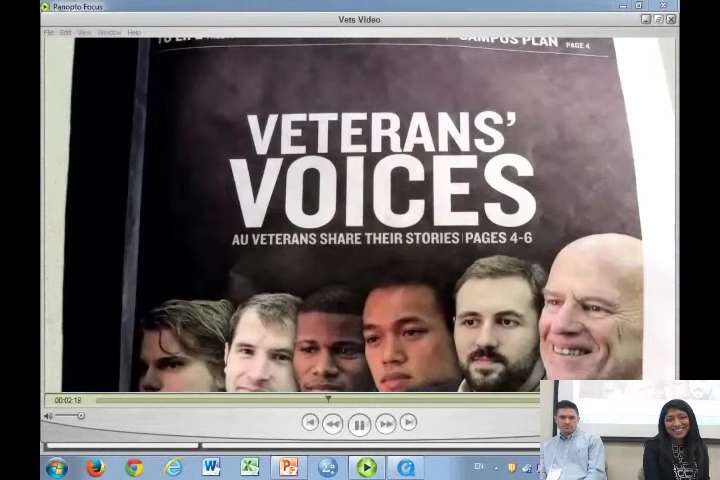 Panopto Focus
Vets Video
File Edit View Window Help
CAMPUS PLAN PAGE 4
VETERANS'
VOICES
AU VETERANS SHARE THEIR STORIES|PAGES 4-6
00:02:18
EN